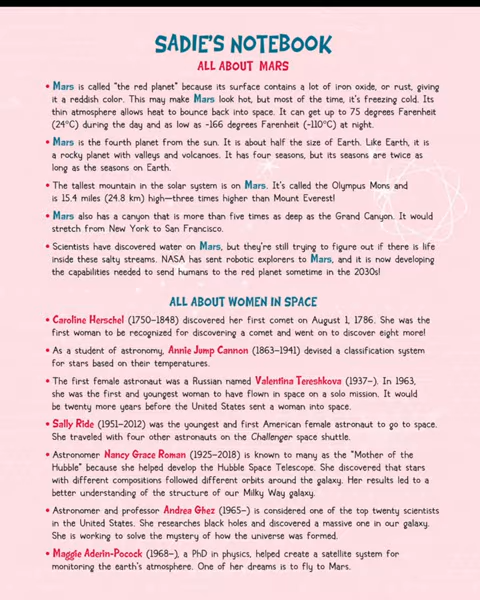 SADIE'S NOTEBOOK
ALL ABOUT MARS
• Mars is called "the red planet" because its surface contains a lot of iron oxide, or rust, giving
it a reddish color. This may make Mars look hot, but most of the time, it's freezing cold. Its
thin atmosphere allows heat to bounce back into space. It can get up to 75 degrees Farenheit
(24°C) during the day and as low as -166 degrees Farenheit (-110°C) at night.
• Mars is the fourth planet from the sun. It is about half the size of Earth. Like Earth, it is
a rocky planet with valleys and volcanoes. It has four seasons, but its seasons are twice as
long as the seasons on Earth.
• The tallest mountain in the solar system is on Mars. It's called the Olympus Mons and
is 15.4 miles (24.8 km) high—three times higher than Mount Everest!
• Mars also has a canyon that is more than five times as deep as the Grand Canyon. It would
stretch from New York to San Francisco.
• Scientists have discovered water on Mars, but they're still trying to figure out if there is life
inside these salty streams. NASA has sent robotic explorers to Mars, and it is now developing
the capabilities needed to send humans to the red planet sometime in the 2030s!
ALL ABOUT WOMEN IN SPACE
• Caroline Herschel (1750–1848) discovered her first comet on August 1, 1786. She was the
first woman to be recognized for discovering a comet and went on to discover eight more!
• As a student of astronomy, Annie Jump Cannon (1863–1941) devised a classification system
for stars based on their temperatures.
• The first female astronaut was a Russian named Valentina Tereshkova (1937–). In 1963,
she was the first and youngest woman to have flown in space on a solo mission. It would
be twenty more years before the United States sent a woman into space.
• Sally Ride (1951–2012) was the youngest and first American female astronaut to go to space.
She traveled with four other astronauts on the Challenger space shuttle.
• Astronomer Nancy Grace Roman (1925–2018) is known to many as the "Mother of the
Hubble" because she helped develop the Hubble Space Telescope. She discovered that stars
with different compositions followed different orbits around the galaxy. Her results led to a
better understanding of the structure of our Milky Way galaxy.
• Astronomer and professor Andrea Ghez (1965–) is considered one of the top twenty scientists
in the United States. She researches black holes and discovered a massive one in our galaxy.
She is working to solve the mystery of how the universe was formed.
• Maggie Aderin-Pocock (1968–), a PhD in physics, helped create a satellite system for
monitoring the earth's atmosphere. One of her dreams is to fly to Mars.